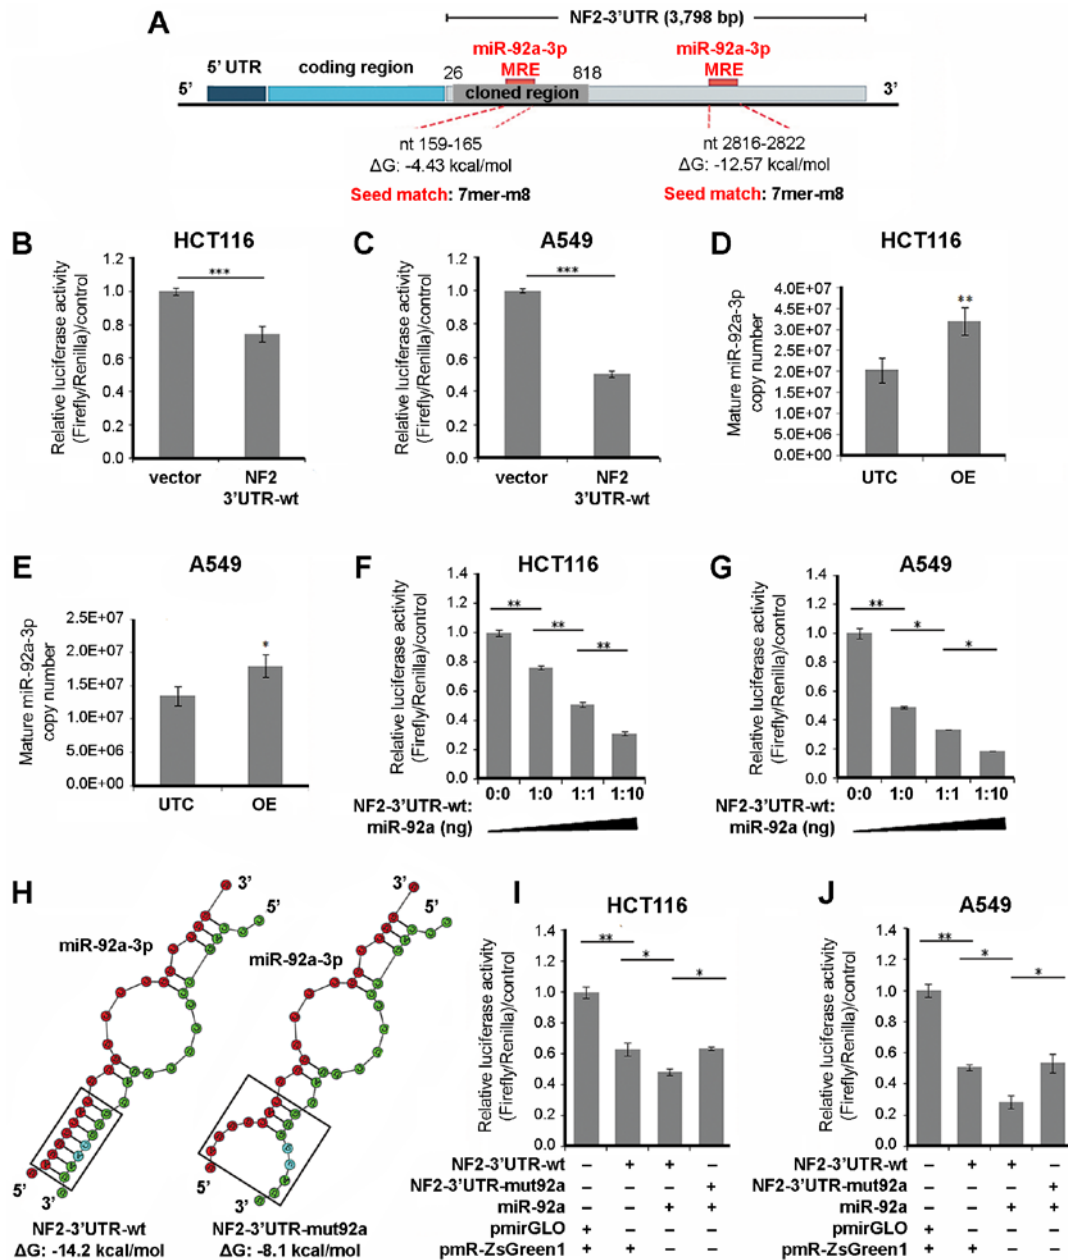 A
NF2-3'UTR (3,798 bp)
miR-92a-3p
MRE
miR-92a-3p
MRE
5' UTR
coding region
26
818
5'
cloned region
3'
nt 159-165
ΔG: -4.43 kcal/mol
Seed match: 7mer-m8
nt 2816-2822
ΔG: -12.57 kcal/mol
Seed match: 7mer-m8
B
HCT116
Relative luciferase activity
(Firefly/Renilla)/control
1.2
1.0
0.8
0.6
0.4
0.2
0.0
***
vector
NF2
3'UTR-wt
C
A549
Relative luciferase activity
(Firefly/Renilla)/control
1.2
1.0
0.8
0.6
0.4
0.2
0.0
***
vector
NF2
3'UTR-wt
D
HCT116
Mature miR-92a-3p
copy number
4.0E+07
3.5E+07
3.0E+07
2.5E+07
2.0E+07
1.5E+07
1.0E+07
5.0E+06
0.0E+00
**
UTC
OE
E
A549
Mature miR-92a-3p
copy number
2.5E+07
2.0E+07
1.5E+07
1.0E+07
5.0E+06
0.0E+00
*
UTC
OE
F
HCT116
Relative luciferase activity
(Firefly/Renilla)/control
1.4
1.2
1.0
0.8
0.6
0.4
0.2
0.0
**
**
**
0:0 1:0 1:1 1:10
NF2-3'UTR-wt:
miR-92a (ng)
G
A549
Relative luciferase activity
(Firefly/Renilla)/control
1.4
1.2
1.0
0.8
0.6
0.4
0.2
0.0
**
*
*
0:0 1:0 1:1 1:10
NF2-3'UTR-wt:
miR-92a (ng)
H
3'
5'
miR-92a-3p
5'
3'
NF2-3'UTR-wt
ΔG: -14.2 kcal/mol
3'
5'
miR-92a-3p
5'
3'
NF2-3'UTR-mut92a
ΔG: -8.1 kcal/mol
I
HCT116
Relative luciferase activity
(Firefly/Renilla)/control
1.4
1.2
1.0
0.8
0.6
0.4
0.2
0.0
**
*
*
NF2-3'UTR-wt – + + –
NF2-3'UTR-mut92a – – – +
miR-92a – – + +
pmirGLO + – – –
pmR-ZsGreen1 + + – –
J
A549
Relative luciferase activity
(Firefly/Renilla)/control
1.4
1.2
1.0
0.8
0.6
0.4
0.2
0.0
**
*
*
NF2-3'UTR-wt – + + –
NF2-3'UTR-mut92a – – – +
miR-92a – – + +
pmirGLO + – – –
pmR-ZsGreen1 + + – –